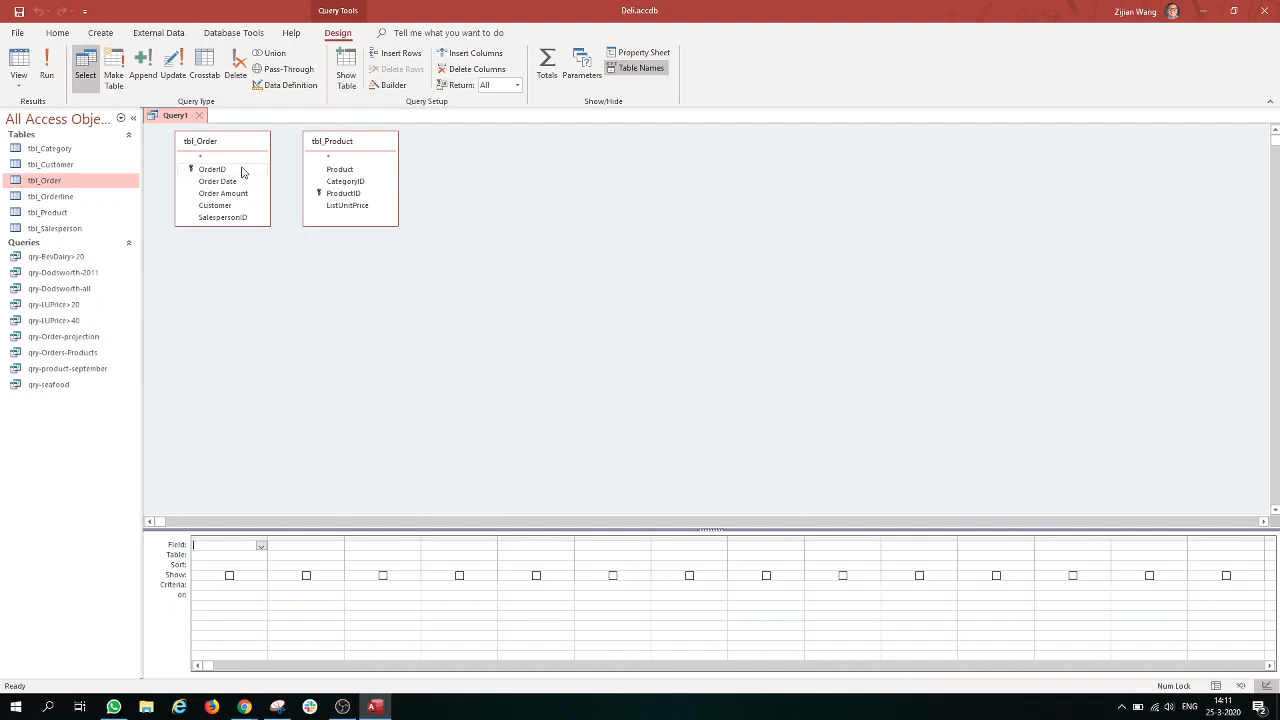 Query Tools
Deli.accdb
Zijian Wang
File
Home
Create
External Data
Database Tools
Help
Design
Tell me what you want to do
View
Run
Select
Make Table
Append
Update
Crosstab
Delete
Union
Pass-Through
Data Definition
Show Table
Insert Rows
Delete Rows
Builder
Insert Columns
Delete Columns
Return: All
Totals
Parameters
Property Sheet
Table Names
Results
Query Type
Query Setup
Show/Hide
All Access Obje...
Query1
Tables
tbl_Category
tbl_Customer
tbl_Order
tbl_Orderline
tbl_Product
tbl_Salesperson
Queries
qry-BevDairy>20
qry-Dodsworth-2011
qry-Dodsworth-all
qry-LUPrice>20
qry-LUPrice>40
qry-Order-projection
qry-Orders-Products
qry-product-september
qry-seafood
tbl_Order
*
OrderID
Order Date
Order Amount
Customer
SalespersonID
tbl_Product
*
Product
CategoryID
ProductID
ListUnitPrice
Field:
Table:
Sort:
Show:
Criteria:
or:
Ready
Num Lock
SQL
ENG
14:11
25-3-2020
2